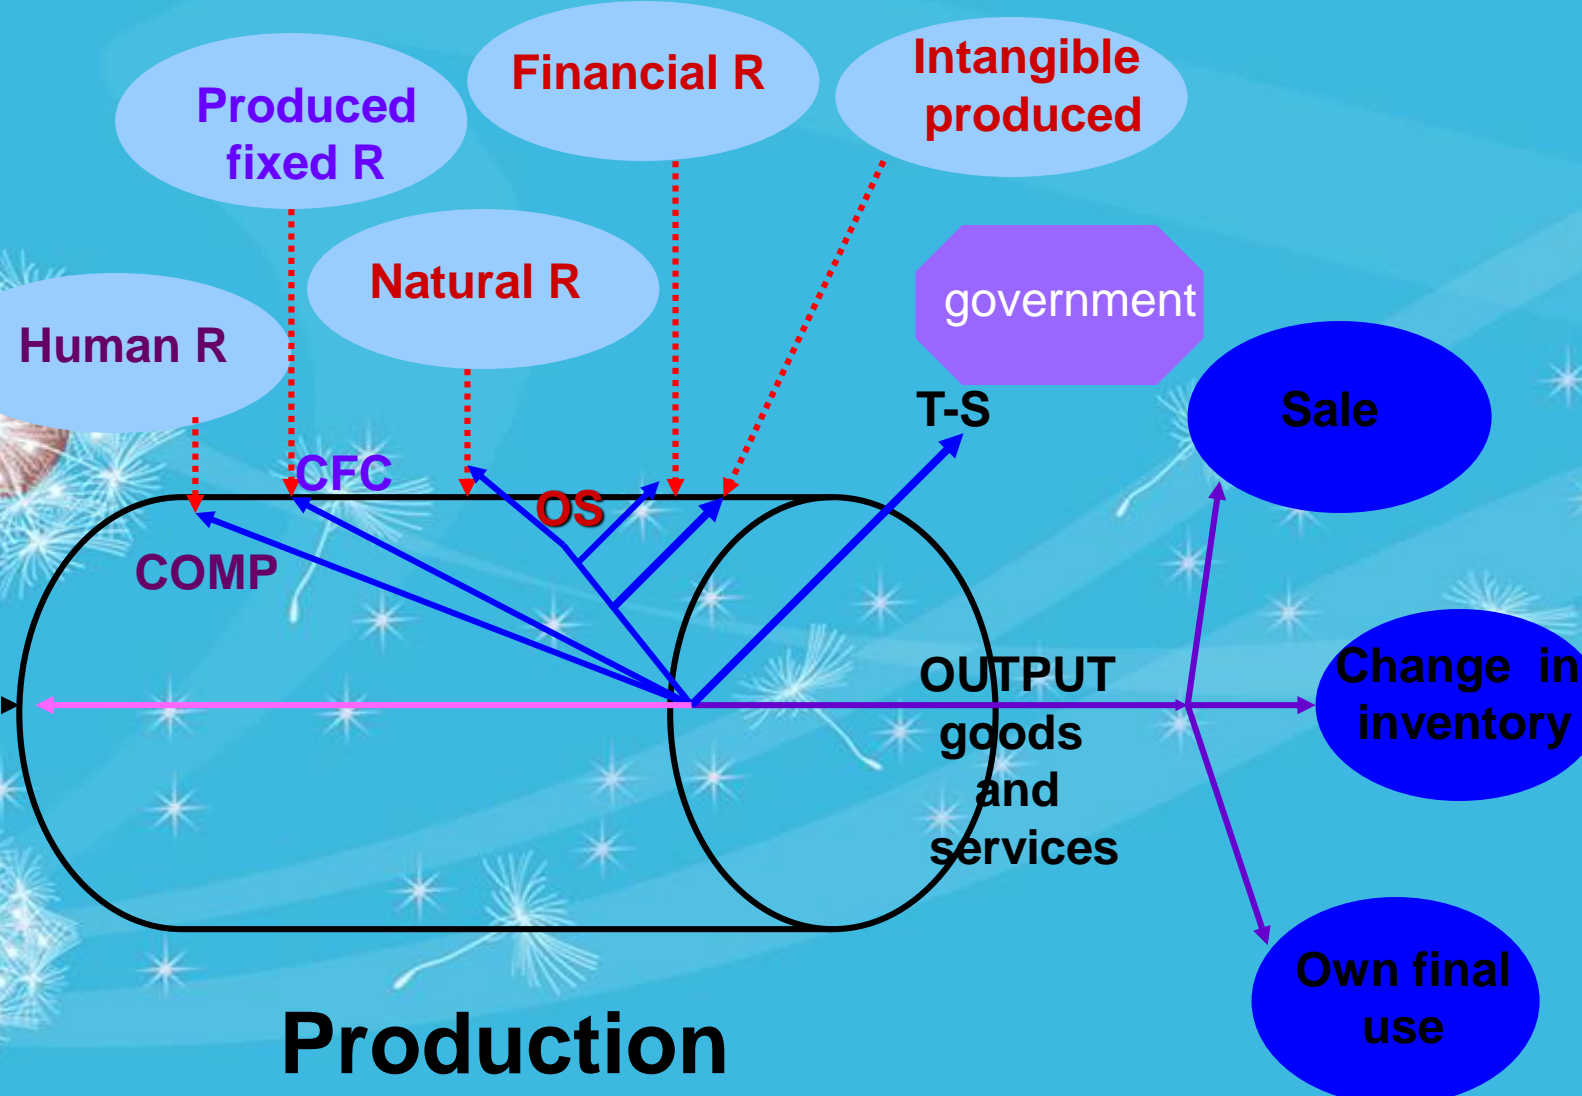 Financial R
Intangible
produced
Produced
fixed R
Natural R
government
Human R
T-S
Sale
CFC
OS
COMP
OUTPUT
goods
and
services
Change in
inventory
Own final
use
Production